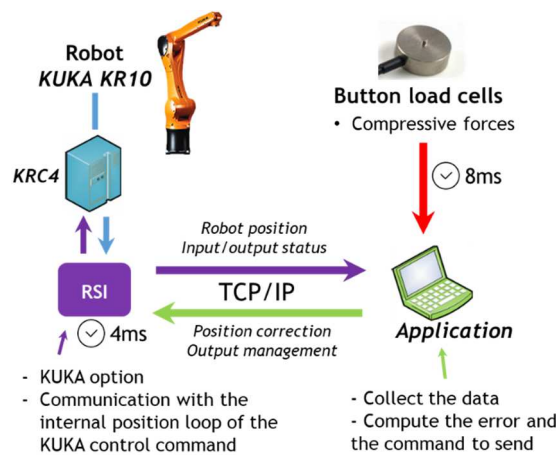 Robot
KUKA KR10
KRC4
Button load cells
• Compressive forces
8ms
Robot position
Input/output status
RSI
TCP/IP
4ms
Position correction
Output management
Application
- KUKA option
- Communication with the
internal position loop of the
KUKA control command
- Collect the data
- Compute the error and
the command to send